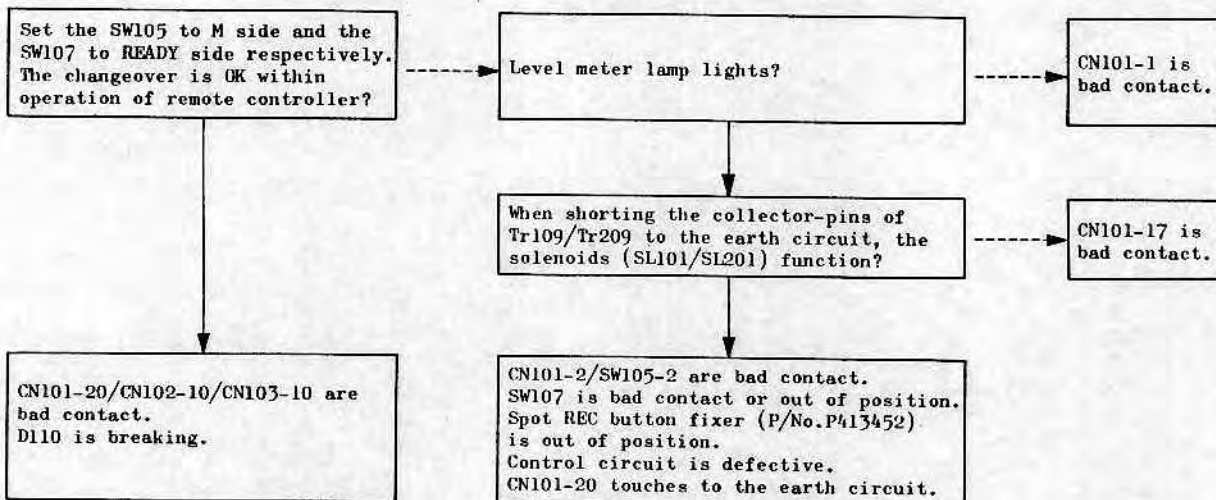 Set the SW105 to M side and the
SW107 to READY side respectively.
The changeover is OK within
operation of remote controller?
Level meter lamp lights?
CN101-1 is
bad contact.
When shorting the collector-pins of
Tr109/Tr209 to the earth circuit, the
solenoids (SL101/SL201) function?
CN101-17 is
bad contact.
CN101-20/CN102-10/CN103-10 are
bad contact.
D110 is breaking.
CN101-2/SW105-2 are bad contact.
SW107 is bad contact or out of position.
Spot REC button fixer (P/No.P413452)
is out of position.
Control circuit is defective.
CN101-20 touches to the earth circuit.